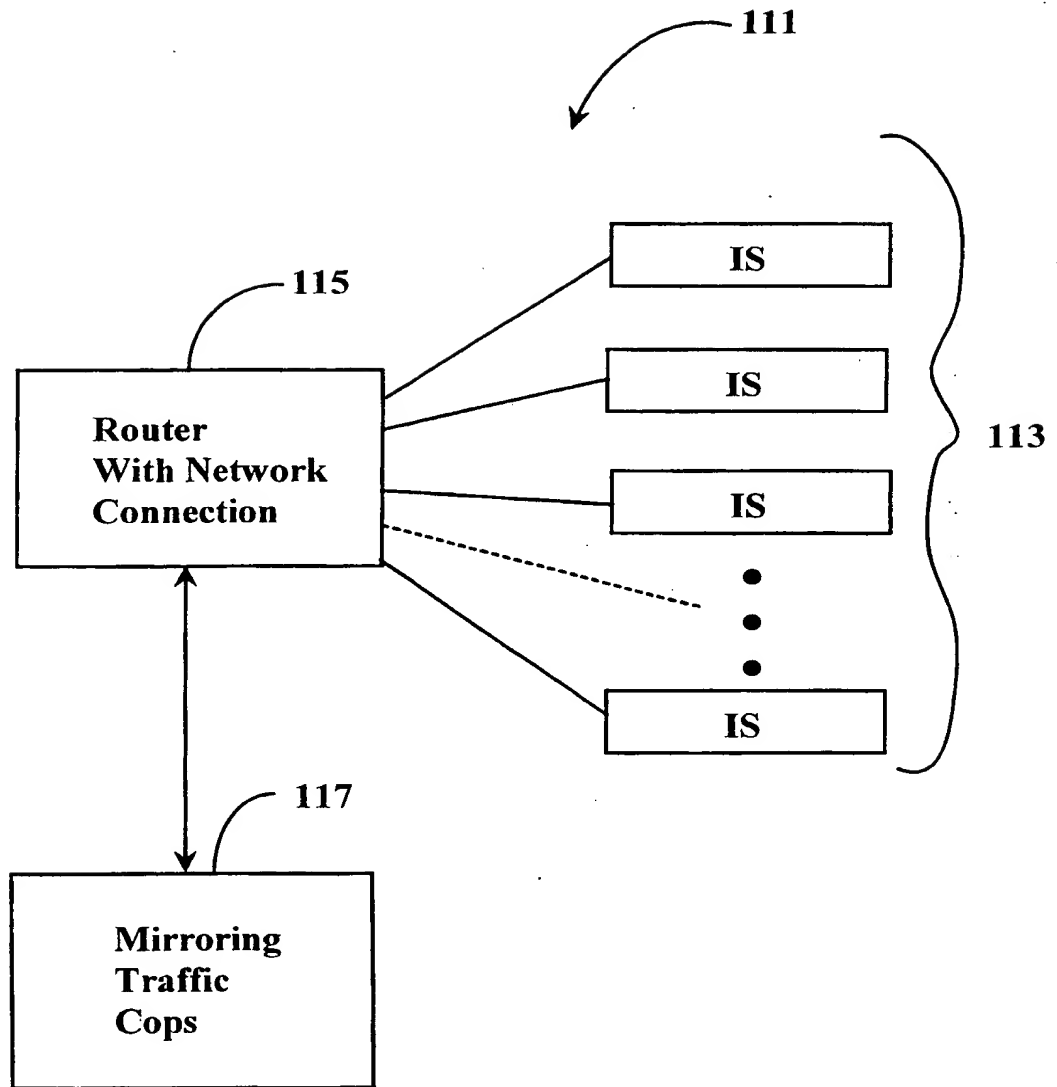 111
IS
115
IS
Router
With Network
Connection
113
IS
IS
117
Mirroring
Traffic
Cops